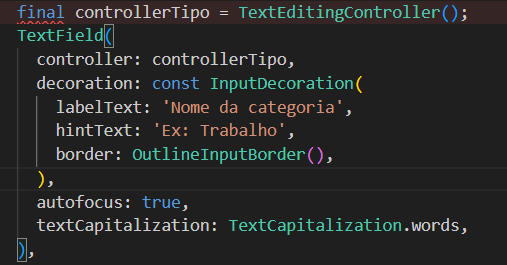 final controllerTipo = TextEditingController();
TextField(
  controller: controllerTipo,
  decoration: const InputDecoration(
    labelText: 'Nome da categoria',
    hintText: 'Ex: Trabalho',
    border: OutlineInputBorder(),
  ),
  autofocus: true,
  textCapitalization: TextCapitalization.words,
),